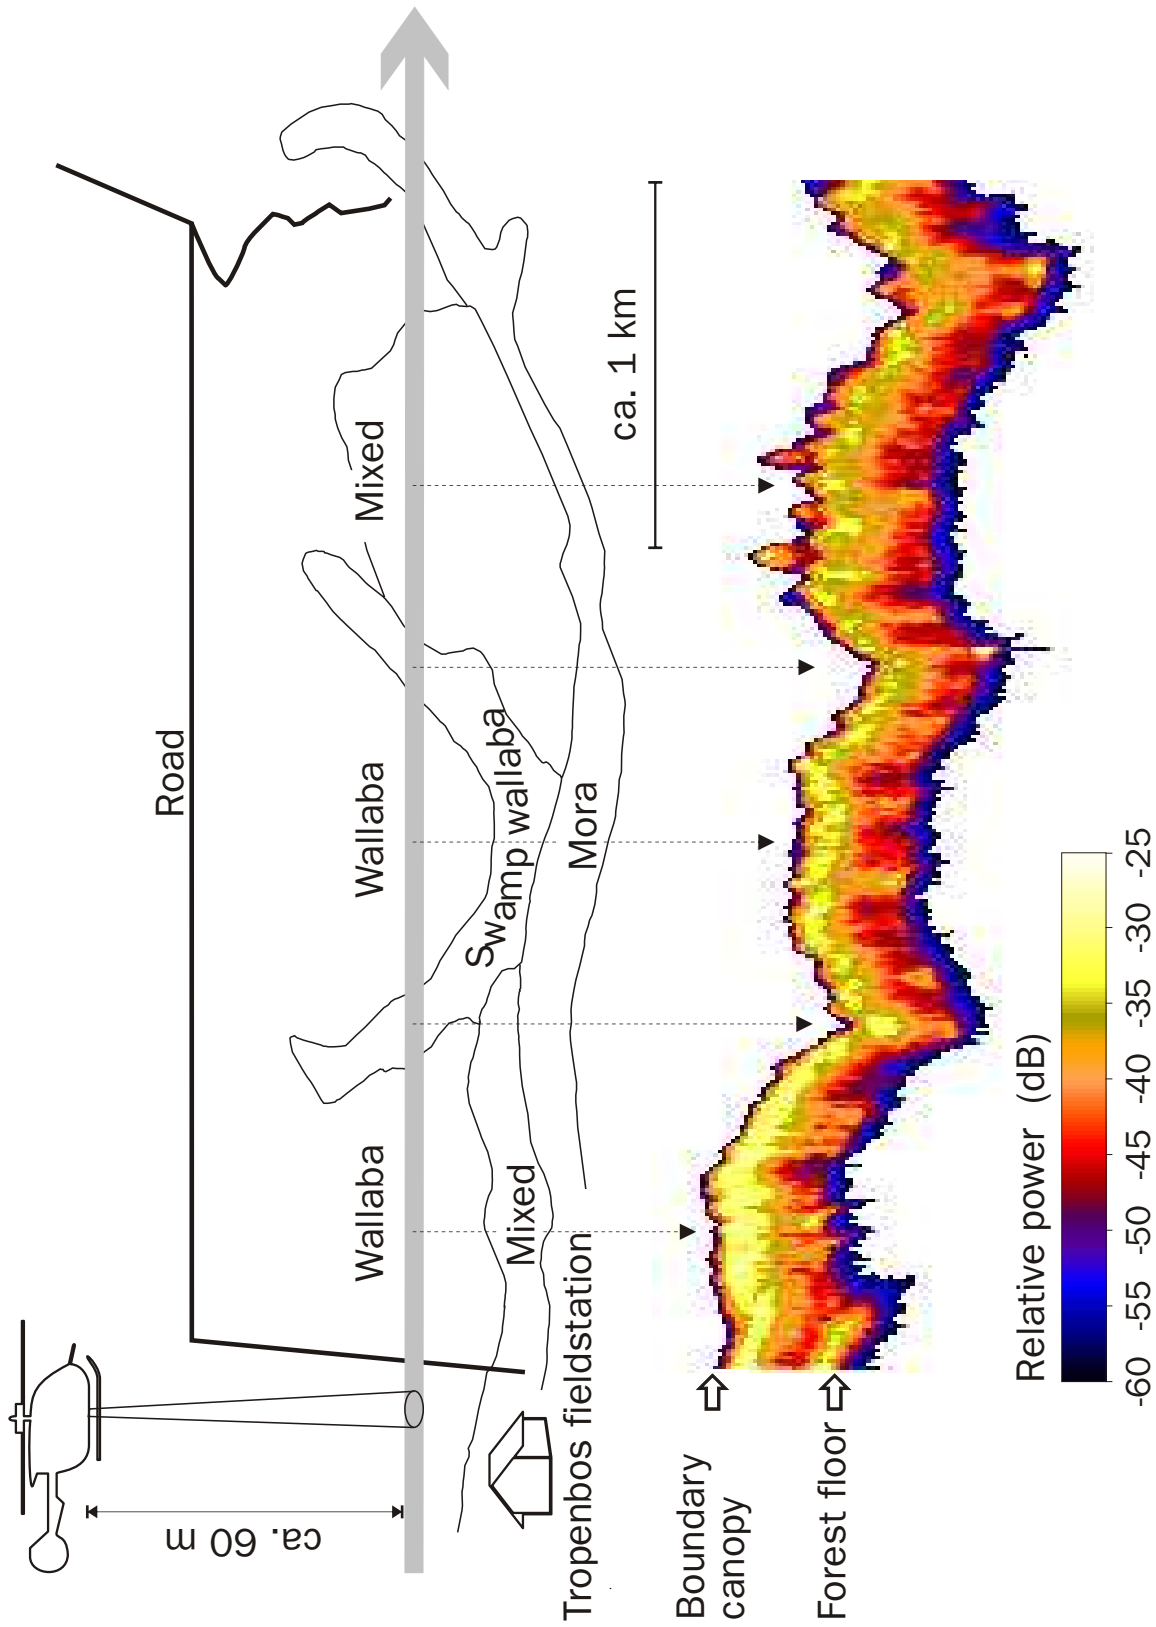 ca. 60 m
Road
Wallaba
Wallaba
Mixed
Swamp wallaba
Mixed
Mora
Tropenbos fieldstation
ca. 1 km
Boundary
canopy
Forest floor
Relative power (dB)
-60 -55 -50 -45 -40 -35 -30 -25